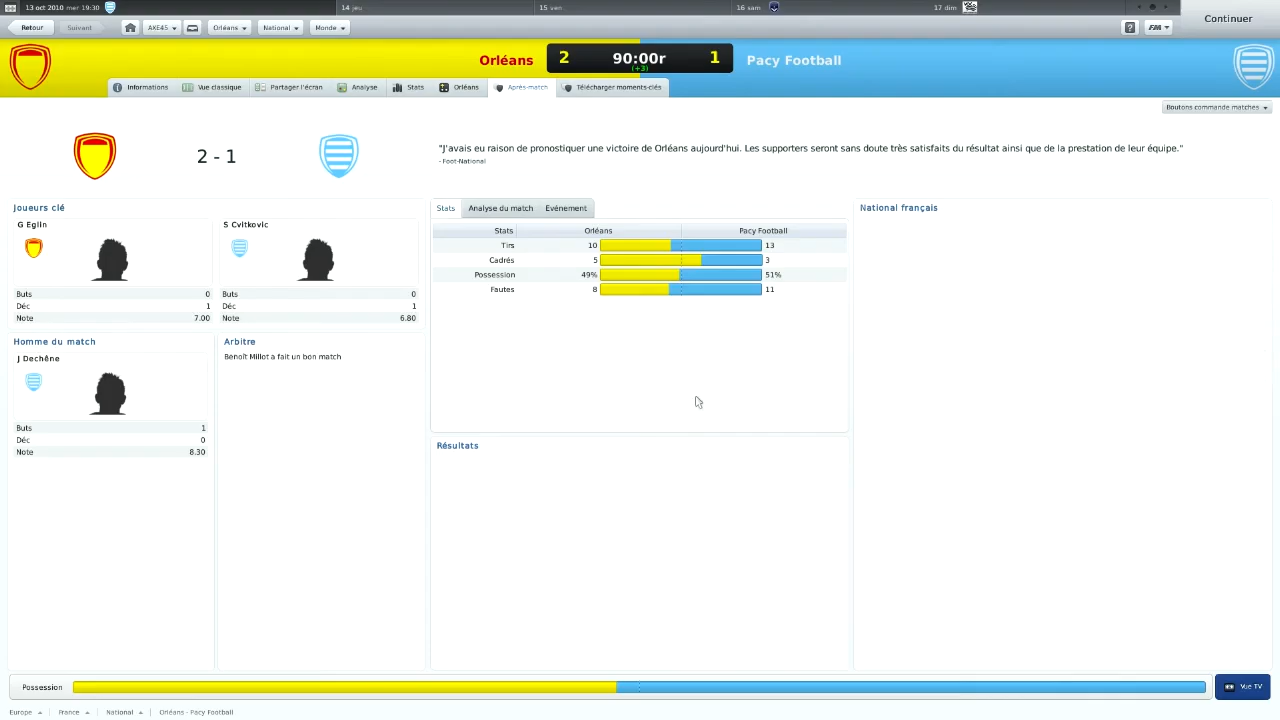 13 oct 2010 mer 19:30
14 jeu
15 ven
16 sam
17 dim
Retour
Suivant
AXE45
Orléans
National
Monde
?
FM
Continuer
Orléans
2
90:00r
(+3)
1
Pacy Football
Informations
Vue classique
Partager l'écran
Analyse
Stats
Orléans
Après-match
Télécharger moments-clés
Boutons commande matches
2 - 1
"J'avais eu raison de pronostiquer une victoire de Orléans aujourd'hui. Les supporters seront sans doute très satisfaits du résultat ainsi que de la prestation de leur équipe."
- Foot-National
Joueurs clé
G Eglin
Buts 0
Déc 1
Note 7.00
S Cvitkovic
Buts 0
Déc 1
Note 6.80
Homme du match
J Dechêne
Buts 1
Déc 0
Note 8.30
Arbitre
Benoît Millot a fait un bon match
Stats
Analyse du match
Evénement
Stats Orléans Pacy Football
Tirs 10 13
Cadrés 5 3
Possession 49% 51%
Fautes 8 11
Résultats
National français
Possession
Vue TV
Europe
France
National
Orléans - Pacy Football